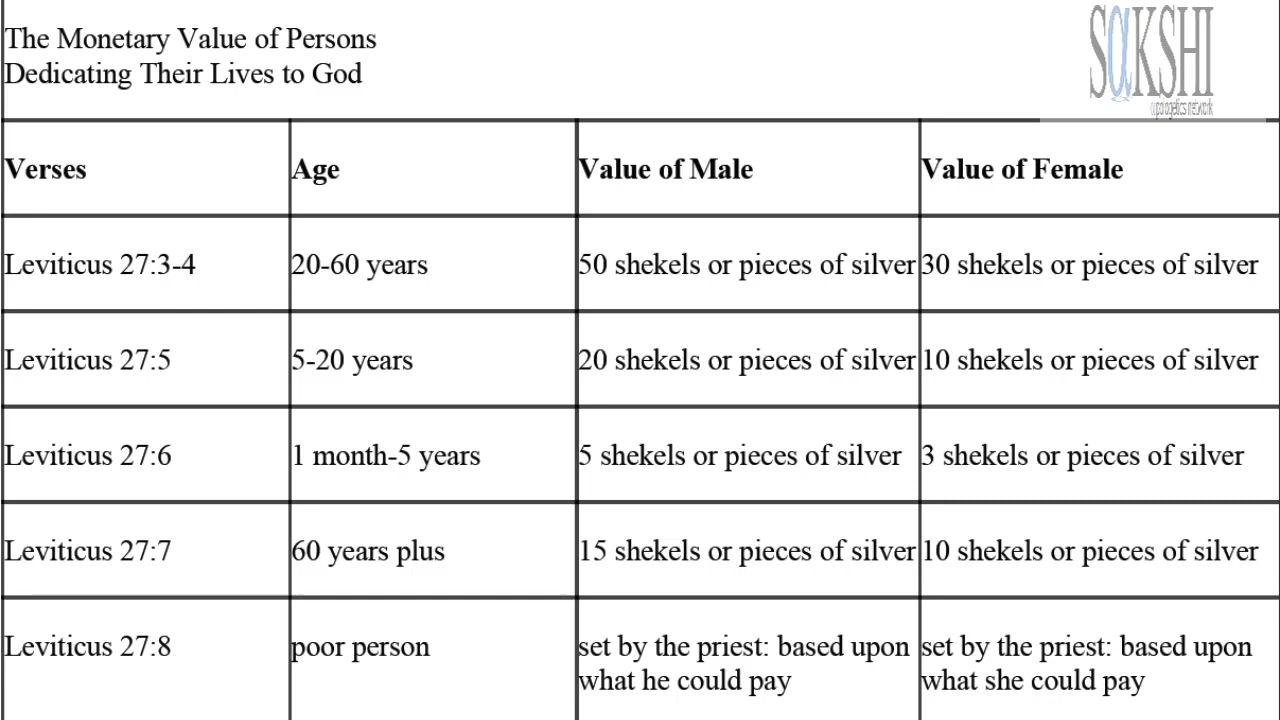 The Monetary Value of Persons
Dedicating Their Lives to God
SαKSHI
apologetics network
Verses Age Value of Male Value of Female
Leviticus 27:3-4 20-60 years 50 shekels or pieces of silver 30 shekels or pieces of silver
Leviticus 27:5 5-20 years 20 shekels or pieces of silver 10 shekels or pieces of silver
Leviticus 27:6 1 month-5 years 5 shekels or pieces of silver 3 shekels or pieces of silver
Leviticus 27:7 60 years plus 15 shekels or pieces of silver 10 shekels or pieces of silver
Leviticus 27:8 poor person set by the priest: based upon set by the priest: based upon
what he could pay what she could pay